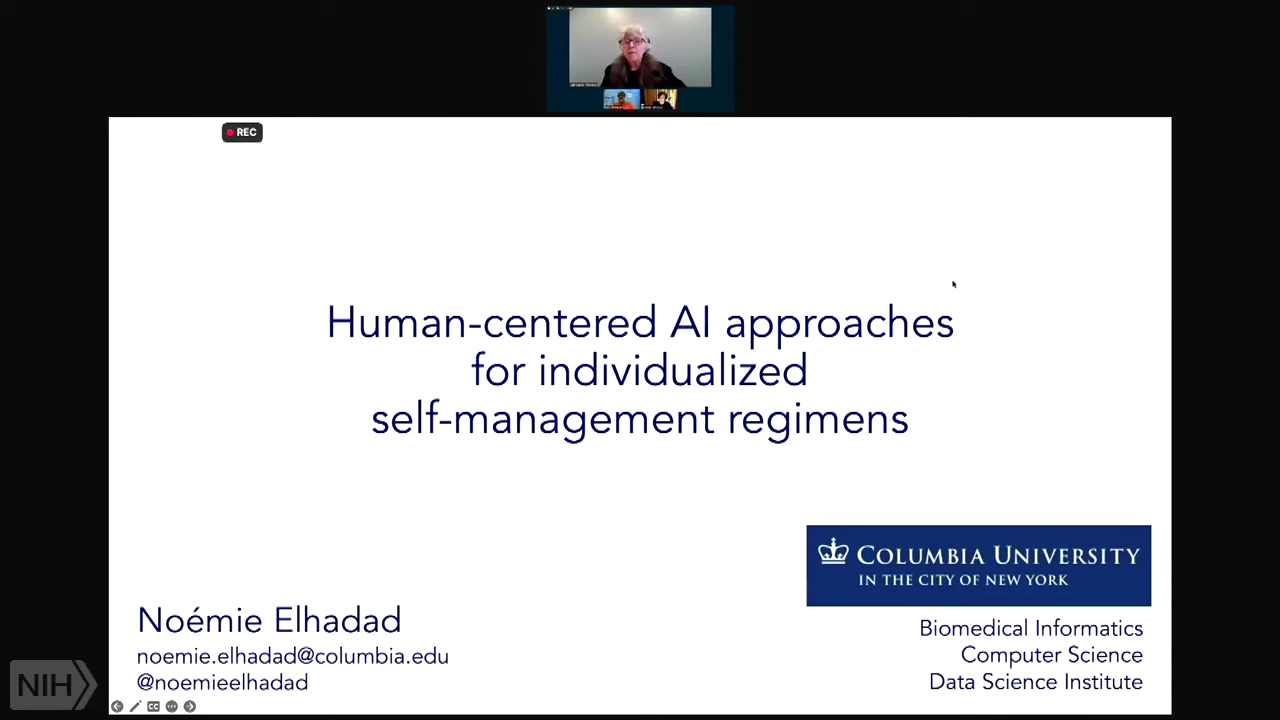 REC
Human-centered AI approaches
for individualized
self-management regimens
COLUMBIA UNIVERSITY
IN THE CITY OF NEW YORK
Noémie Elhadad
noemie.elhadad@columbia.edu
@noemieelhadad
Biomedical Informatics
Computer Science
Data Science Institute
NIH
CC